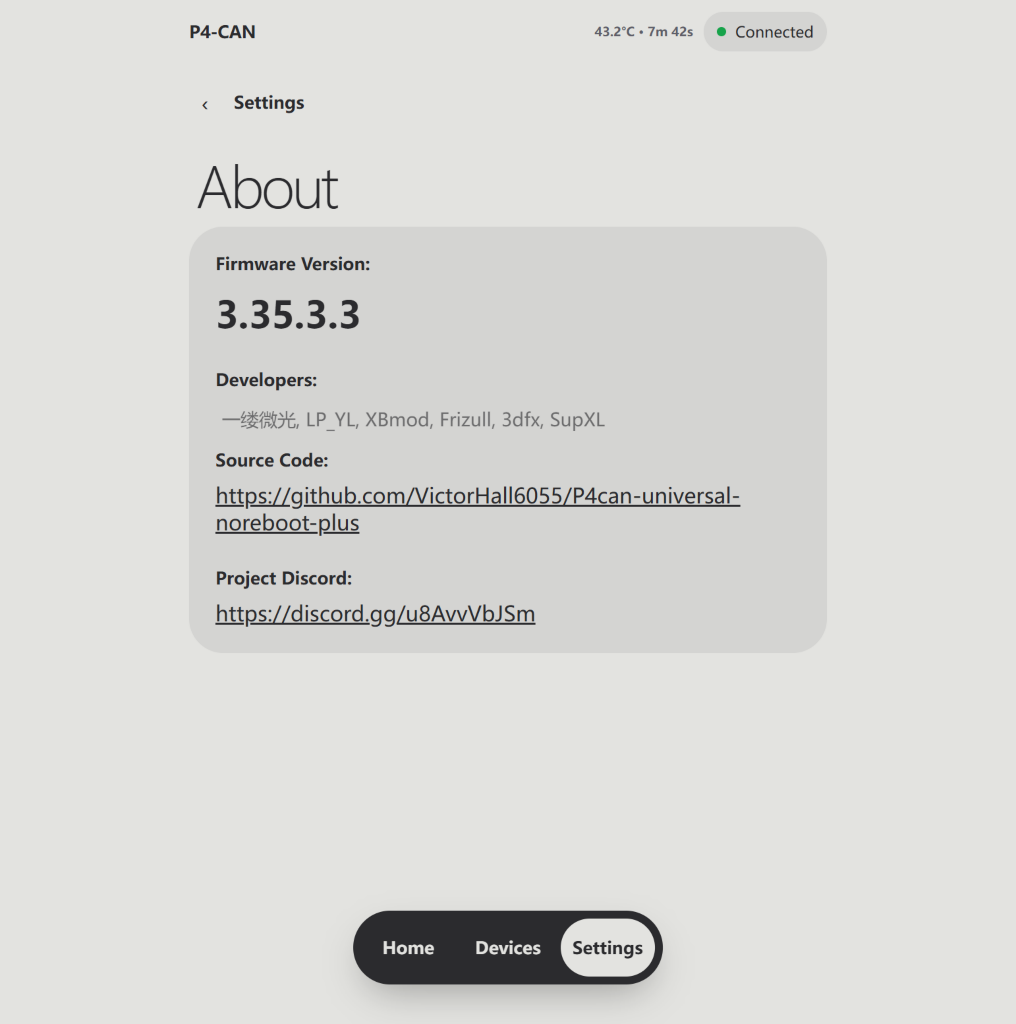 P4-CAN
43.2°C • 7m 42s
Connected
‹ Settings
About
Firmware Version:
3.35.3.3
Developers:
一缕微光, LP_YL, XBmod, Frizull, 3dfx, SupXL
Source Code:
https://github.com/VictorHall6055/P4can-universal-
noreboot-plus
Project Discord:
https://discord.gg/u8AvvVbJSm
Home
Devices
Settings